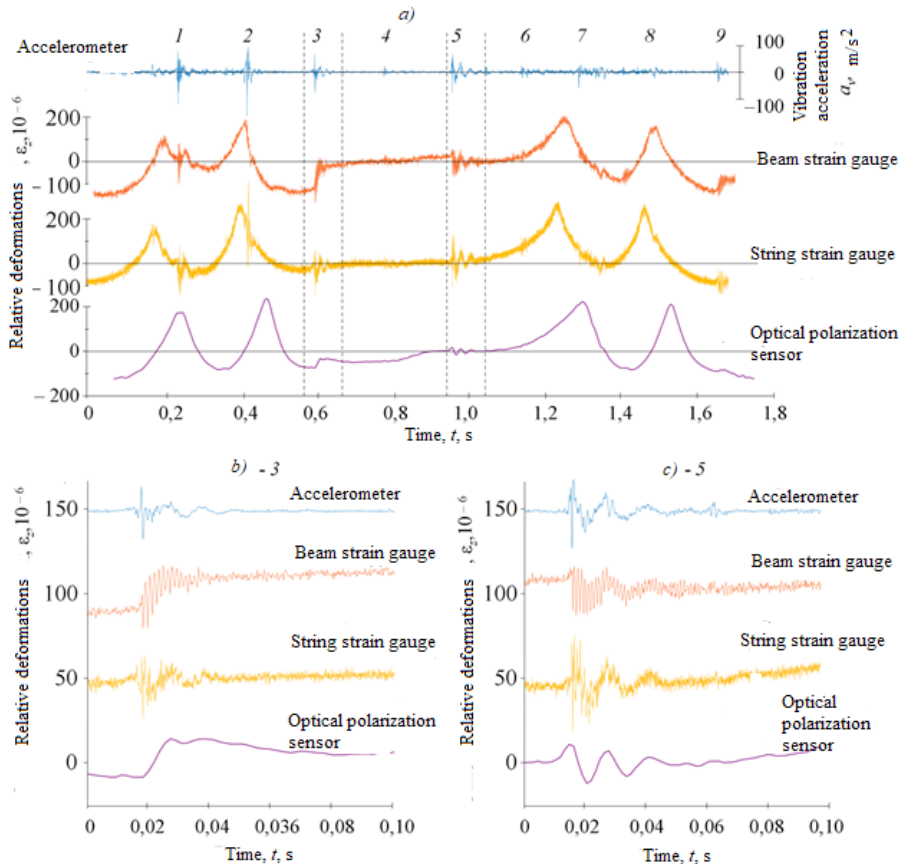 a)
1 2 3 4 5 6 7 8 9
Accelerometer
100
0
−100
Vibration
acceleration
aᵥ, m/s²
Relative deformations , εz,10⁻⁶
200
0
−100
Beam strain gauge
200
0
−100
String strain gauge
200
0
−200
Optical polarization
sensor
0 0,2 0,4 0,6 0,8 1,0 1,2 1,4 1,6 1,8
Time, t, s
b) - 3
Relative deformations , εz,10⁻⁶
150
100
50
0
Accelerometer
Beam strain gauge
String strain gauge
Optical polarization
sensor
0 0,02 0,04 0,036 0,08 0,10
Time, t, s
c) - 5
Relative deformations , εz,10⁻⁶
150
100
50
0
Accelerometer
Beam strain gauge
String strain gauge
Optical
polarization
sensor
0 0,02 0,04 0,06 0,08 0,10
Time, t, s